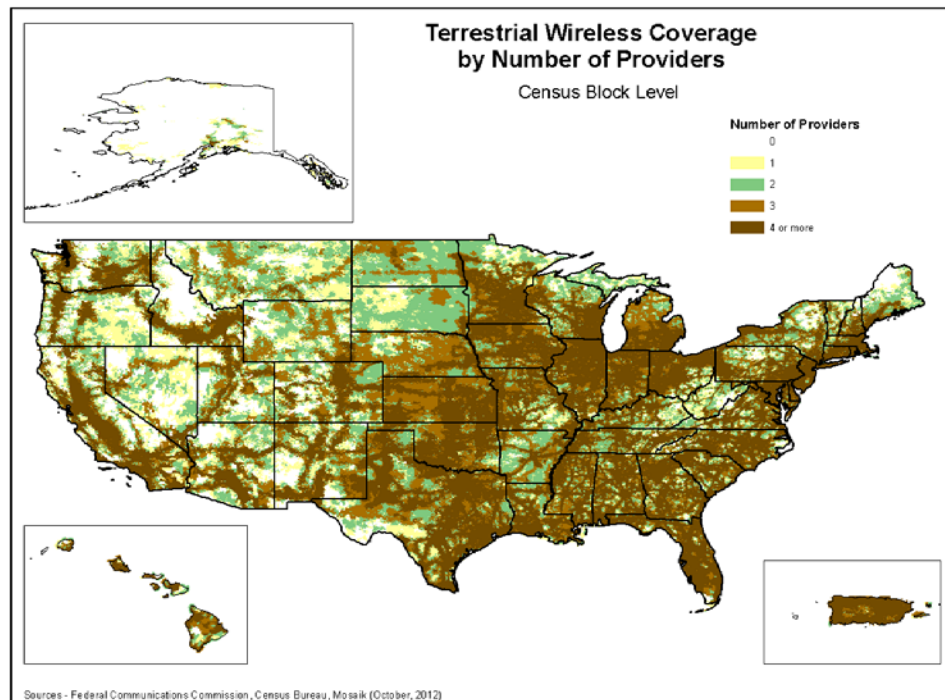 Terrestrial Wireless Coverage
by Number of Providers
Census Block Level
Number of Providers
0
1
2
3
4 or more
Sources - Federal Communications Commission, Census Bureau, Mosaik (October, 2012)